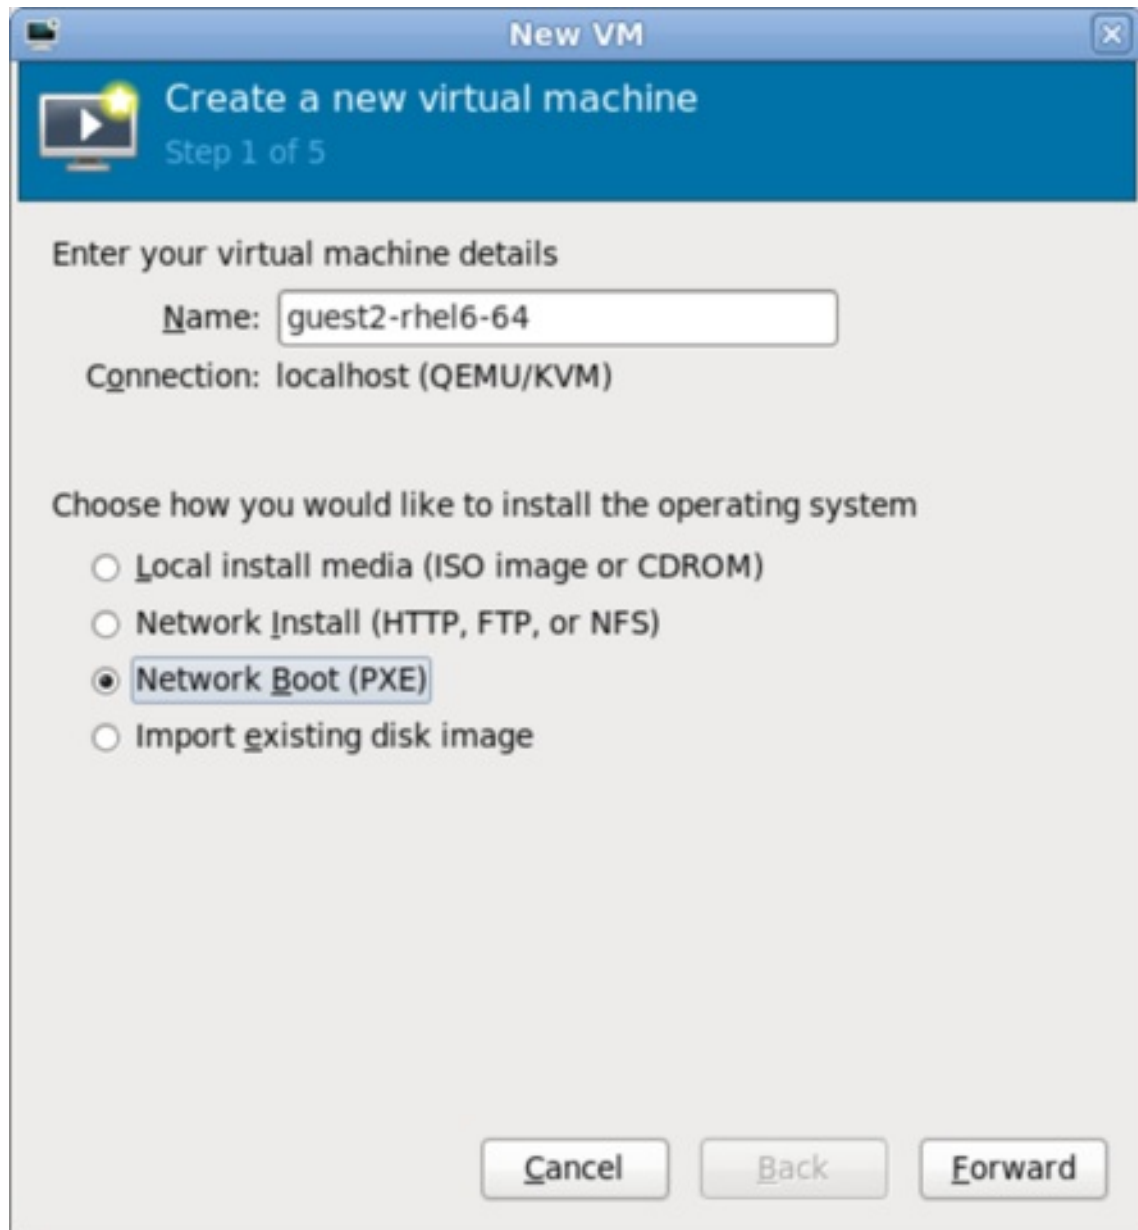 New VM
Create a new virtual machine
Step 1 of 5
Enter your virtual machine details
Name: guest2-rhel6-64
Connection: localhost (QEMU/KVM)
Choose how you would like to install the operating system
Local install media (ISO image or CDROM)
Network Install (HTTP, FTP, or NFS)
Network Boot (PXE)
Import existing disk image
Cancel Back Forward